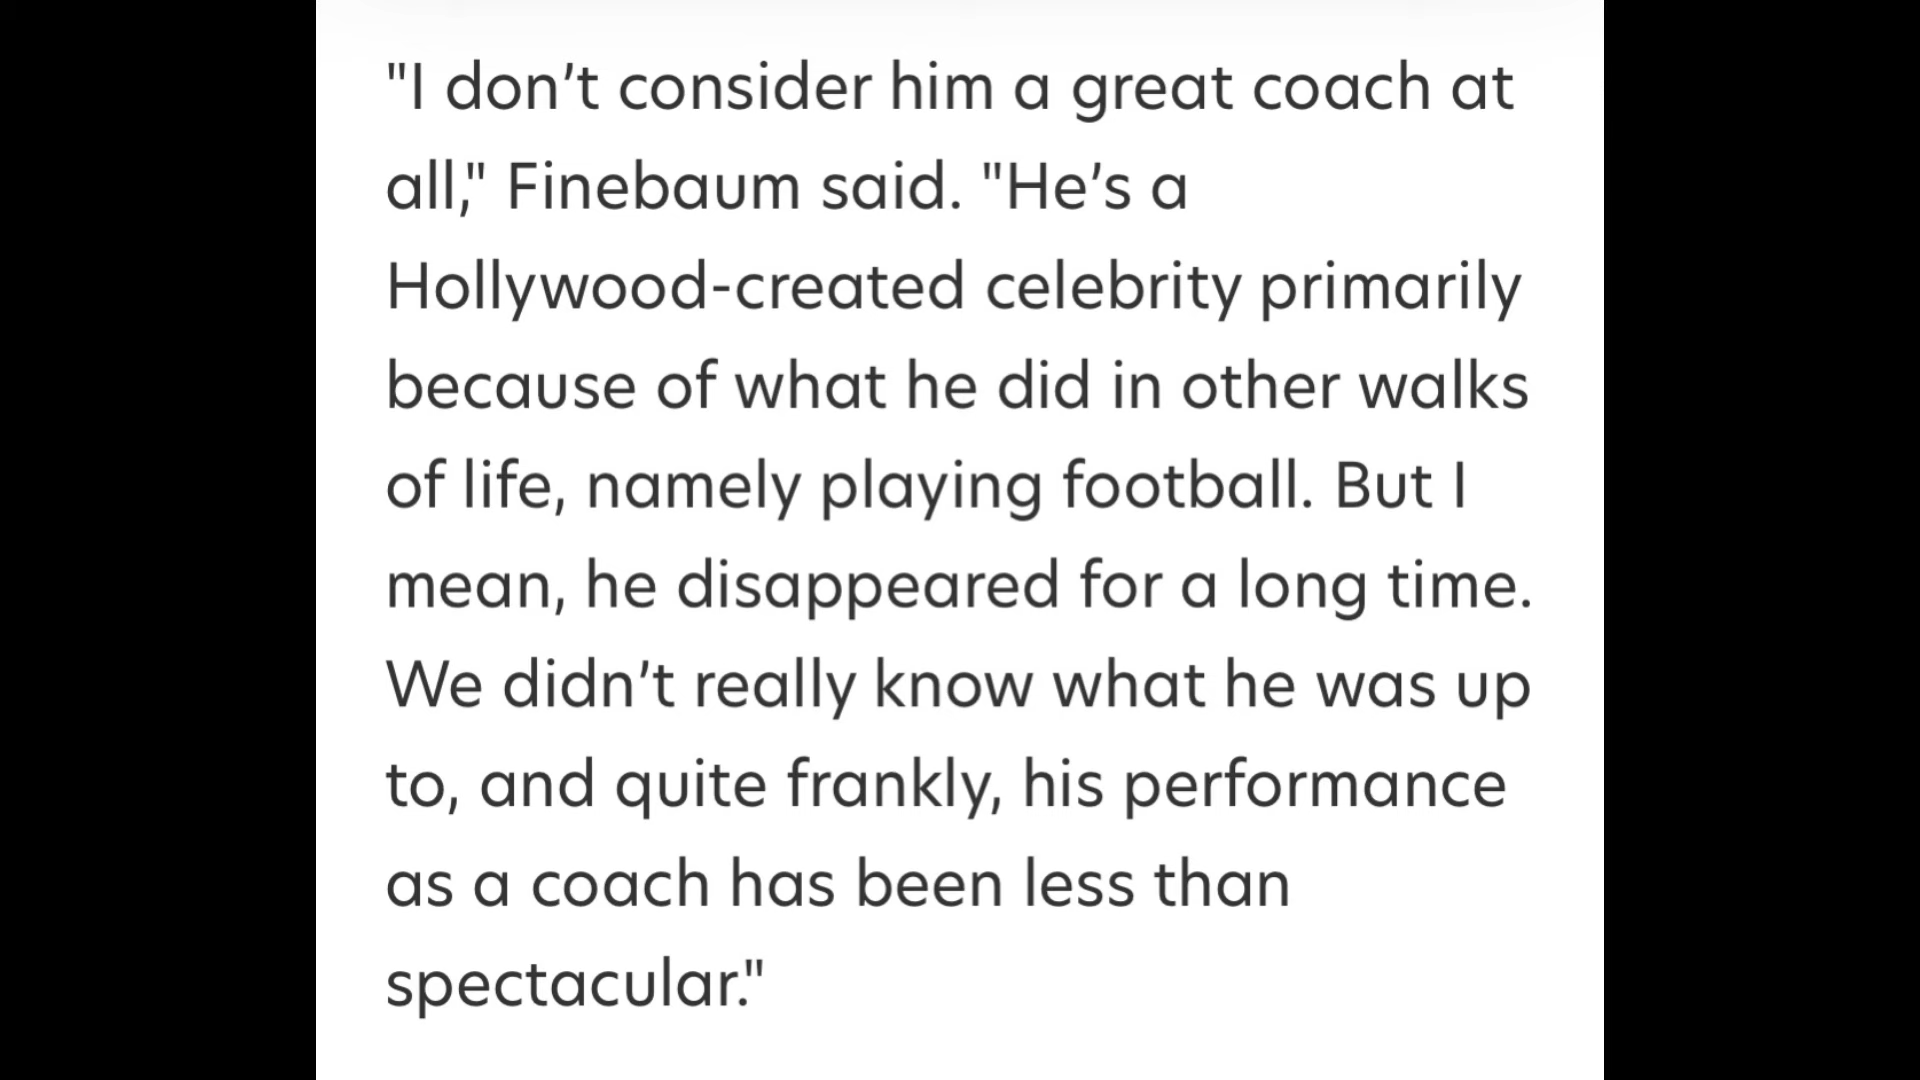 "I don’t consider him a great coach at
all," Finebaum said. "He’s a
Hollywood-created celebrity primarily
because of what he did in other walks
of life, namely playing football. But I
mean, he disappeared for a long time.
We didn’t really know what he was up
to, and quite frankly, his performance
as a coach has been less than
spectacular."